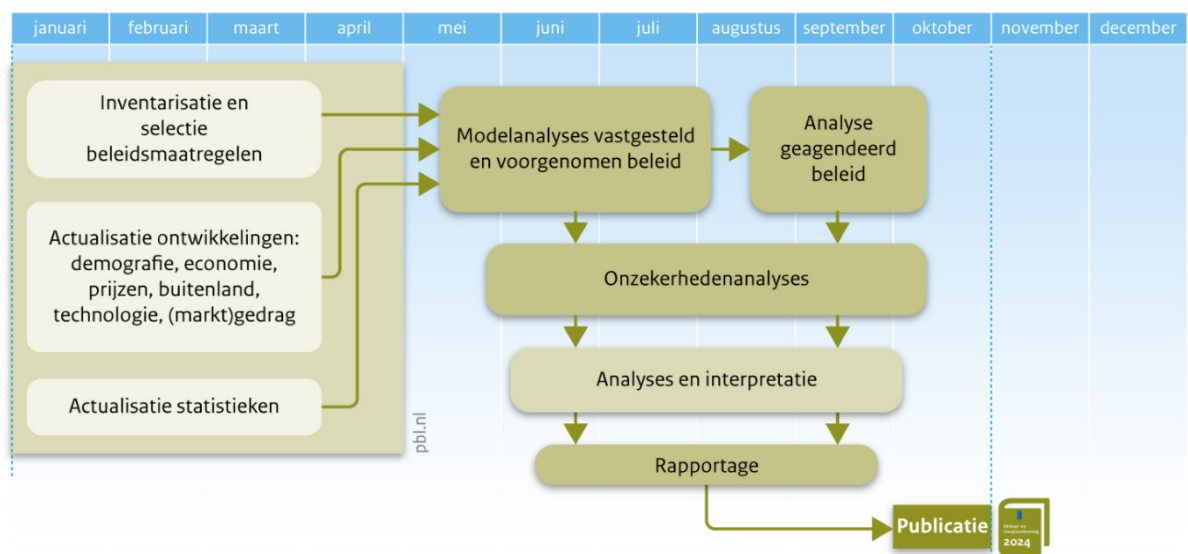 januari februari maart april mei juni juli augustus september oktober november december
Inventarisatie en
selectie
beleidsmaatregelen
Actualisatie ontwikkelingen:
demografie, economie,
prijzen, buitenland,
technologie, (markt)gedrag
Actualisatie statistieken
pbl.nl
Modelanalyses vastgesteld
en voorgenomen beleid
Analyse
geagendeerd
beleid
Onzekerhedenanalyses
Analyses en interpretatie
Rapportage
Publicatie
2024